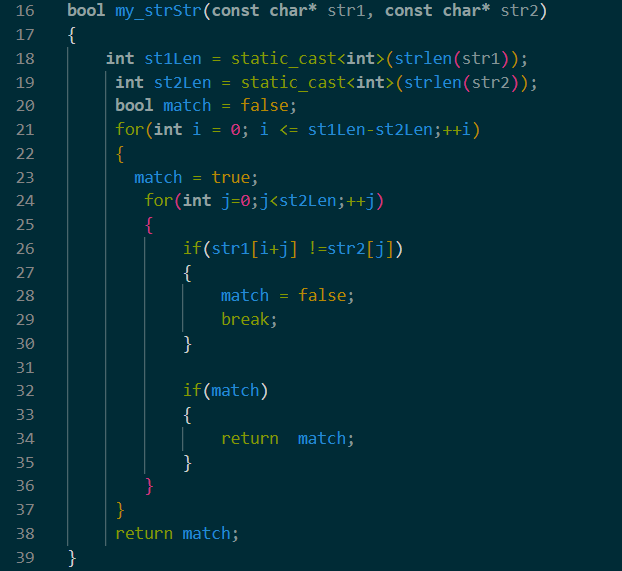 16 bool my_strStr(const char* str1, const char* str2)
17 {
18     int st1Len = static_cast<int>(strlen(str1));
19      int st2Len = static_cast<int>(strlen(str2));
20      bool match = false;
21      for(int i = 0; i <= st1Len-st2Len;++i)
22      {
23        match = true;
24         for(int j=0;j<st2Len;++j)
25         {
26             if(str1[i+j] !=str2[j])
27             {
28                 match = false;
29                 break;
30             }
31
32             if(match)
33             {
34                 return  match;
35             }
36         }
37      }
38      return match;
39 }